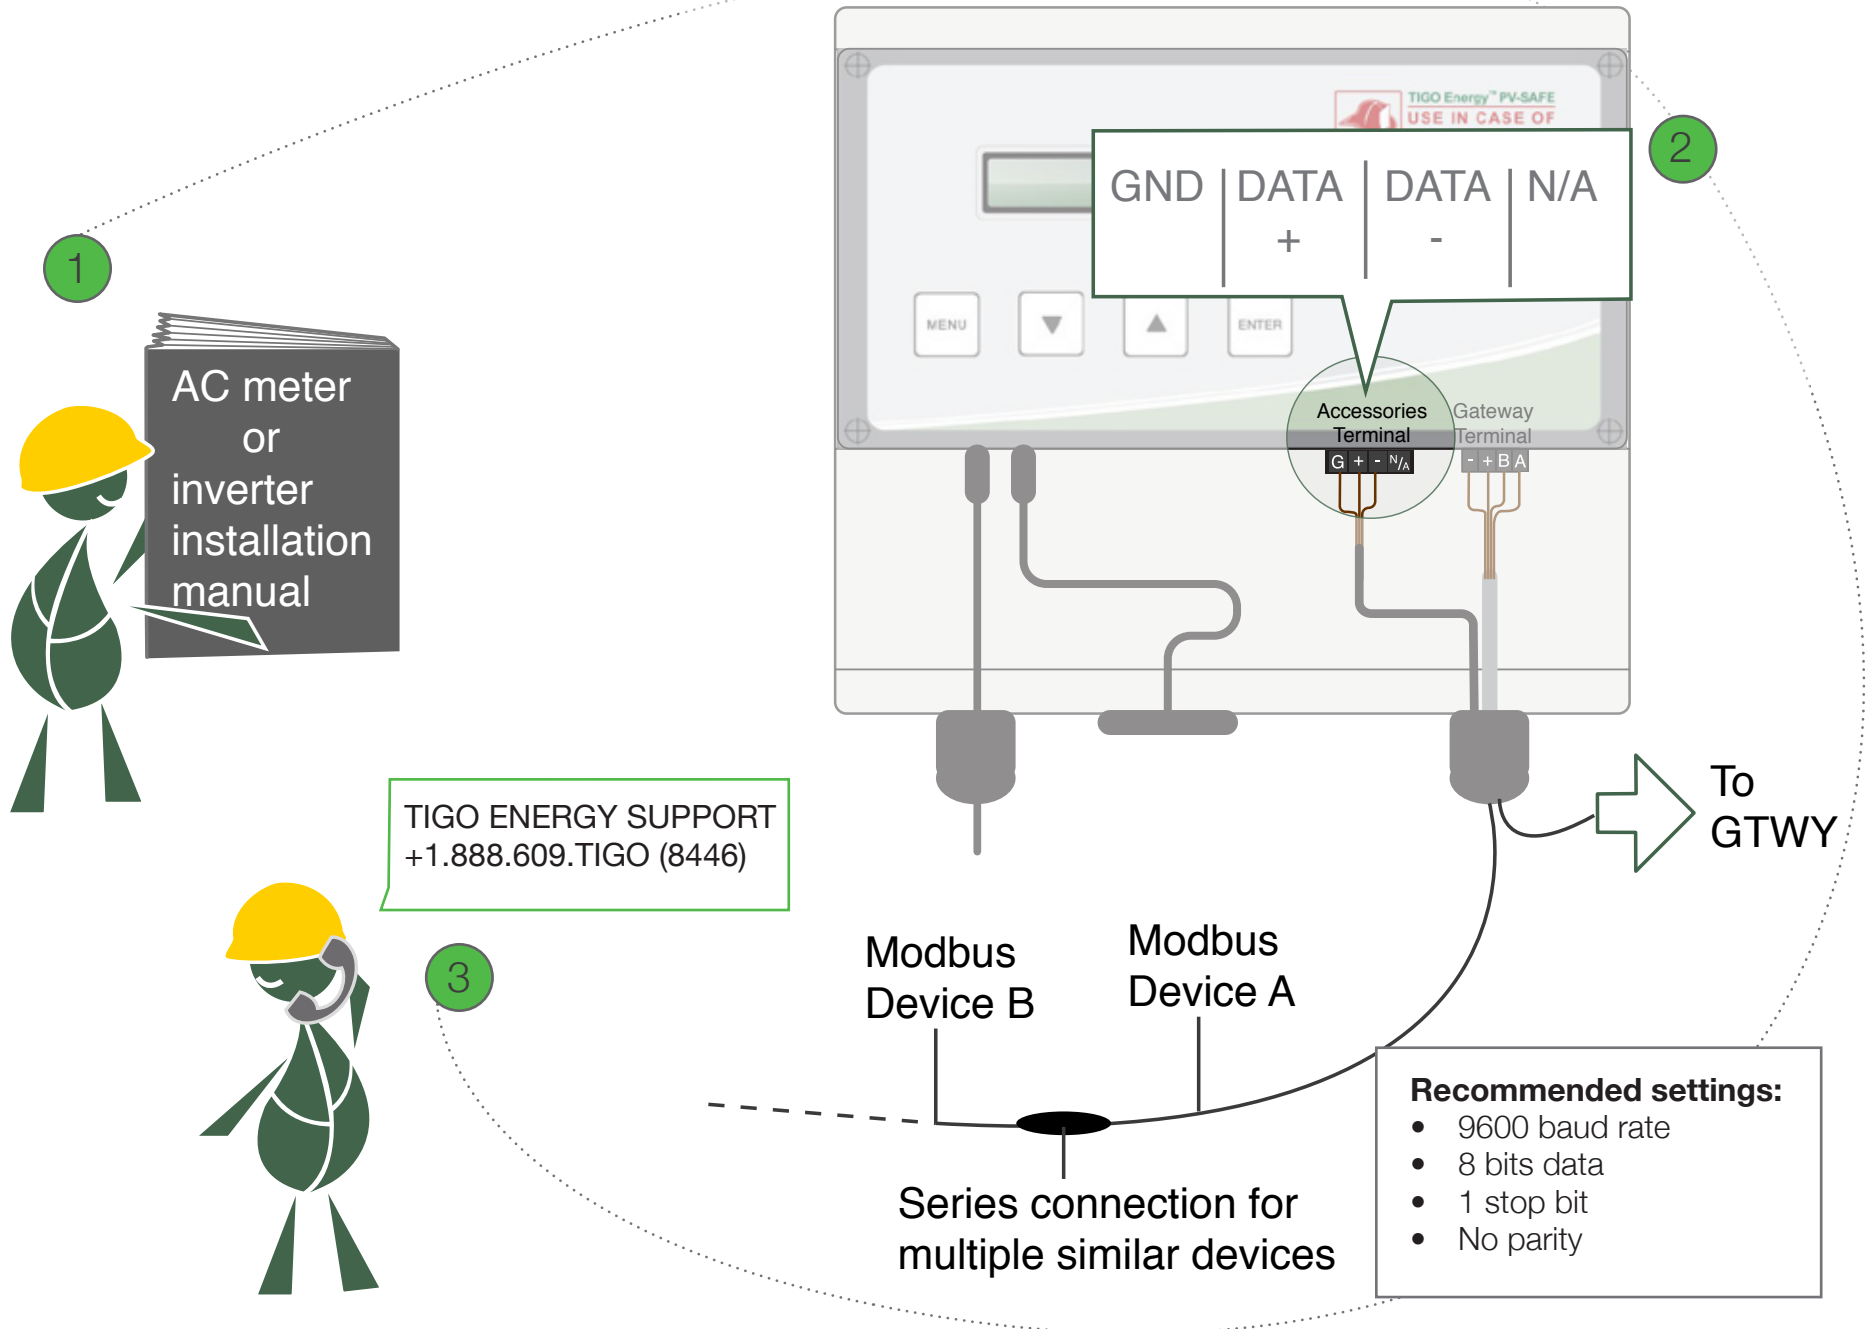 1
AC meter
or
inverter
installation
manual
TIGO Energy™ PV-SAFE
USE IN CASE OF
2
GND
DATA
+
DATA
-
N/A
MENU
▼
▲
ENTER
Accessories
Terminal
G + - N/A
Gateway
Terminal
- + B A
To
GTWY
TIGO ENERGY SUPPORT
+1.888.609.TIGO (8446)
3
Modbus
Device B
Modbus
Device A
Series connection for
multiple similar devices
Recommended settings:
• 9600 baud rate
• 8 bits data
• 1 stop bit
• No parity